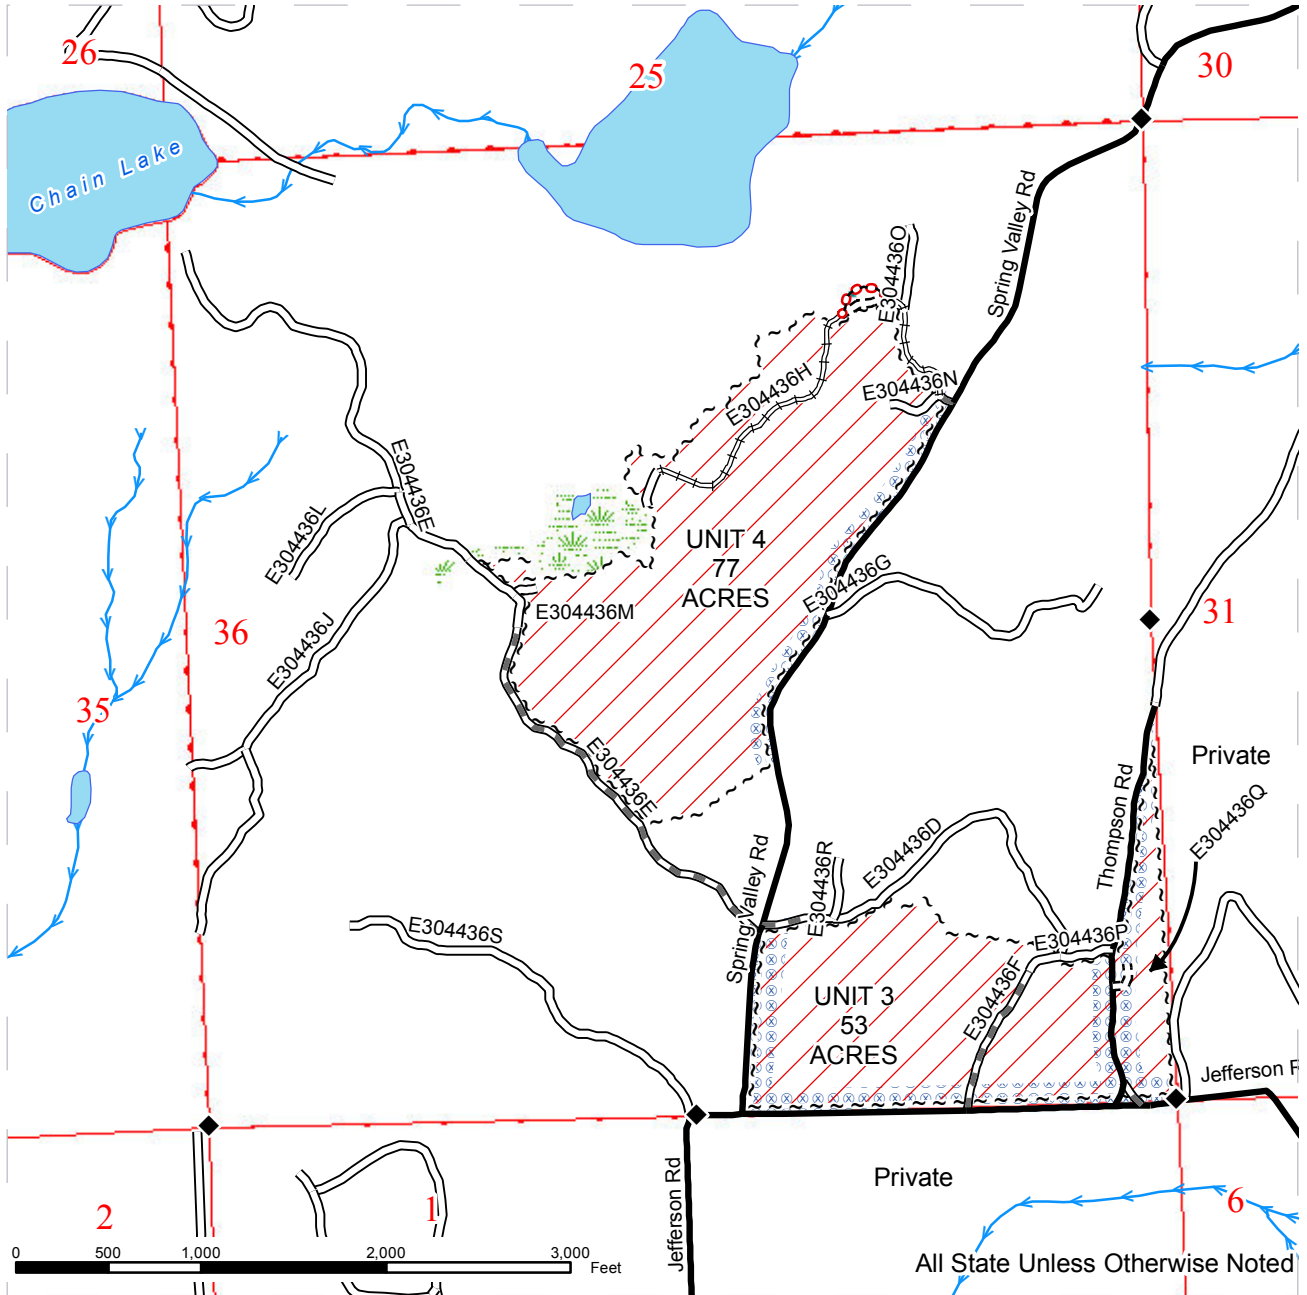 26
25
30
Chain Lake
Spring Valley Rd
E304436O
E304436H
E304436N
E304436E
E304436L
UNIT 4
77
ACRES
E304436G
E304436M
36
31
E304436J
35
Private
E304436E
Thompson Rd
E304436Q
Spring Valley Rd
E304436R
E304436D
E304436S
E304436P
E304436F
UNIT 3
53
ACRES
Jefferson R
Jefferson Rd
Private
2
1
6
0 500 1,000 2,000 3,000
Feet
All State Unless Otherwise Noted